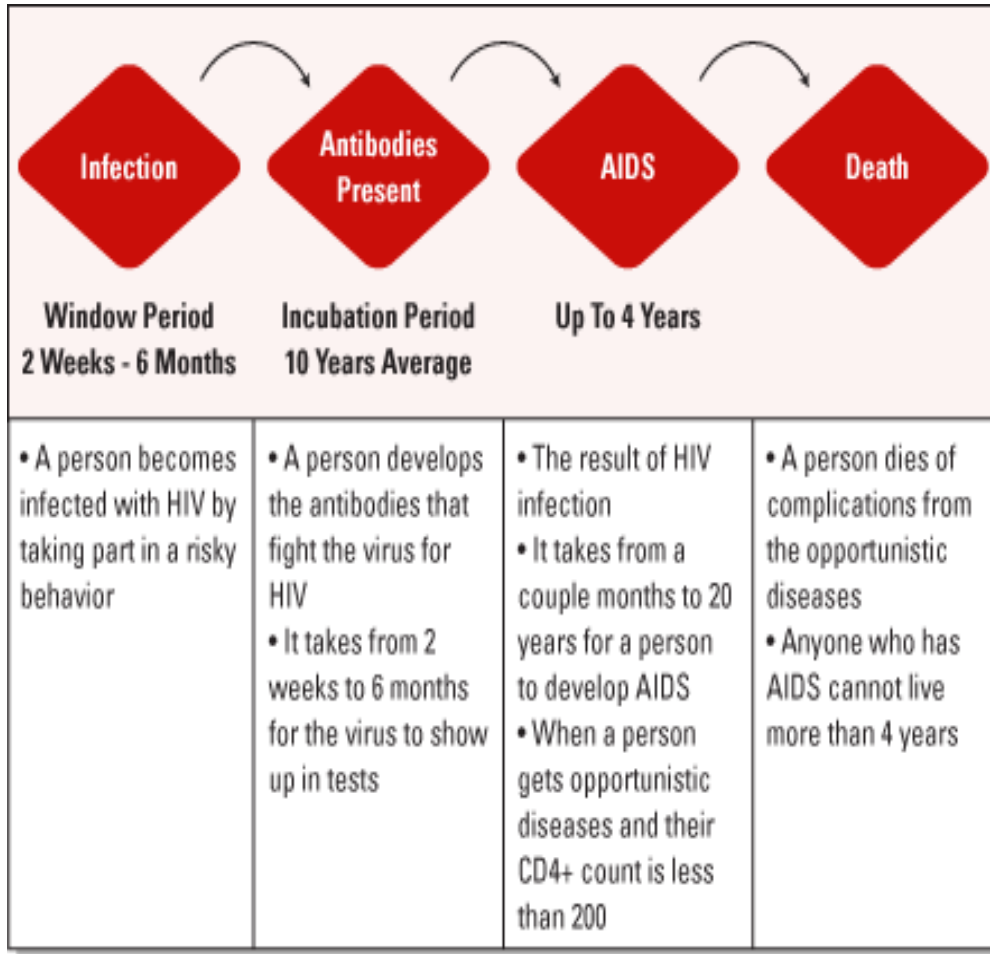 Infection
Antibodies
Present
AIDS
Death
Window Period
2 Weeks - 6 Months
Incubation Period
10 Years Average
Up To 4 Years
• A person becomes
infected with HIV by
taking part in a risky
behavior
• A person develops
the antibodies that
fight the virus for
HIV
• It takes from 2
weeks to 6 months
for the virus to show
up in tests
• The result of HIV
infection
• It takes from a
couple months to 20
years for a person
to develop AIDS
• When a person
gets opportunistic
diseases and their
CD4+ count is less
than 200
• A person dies of
complications from
the opportunistic
diseases
• Anyone who has
AIDS cannot live
more than 4 years